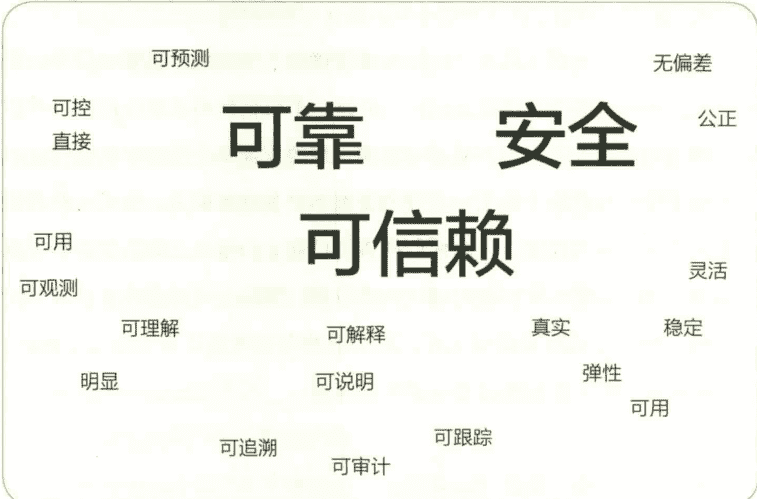 可预测
无偏差
可控
公正
直接
可靠
安全
可信赖
可用
可观测
灵活
可理解
可解释
真实
稳定
明显
可说明
弹性
可用
可追溯
可跟踪
可审计